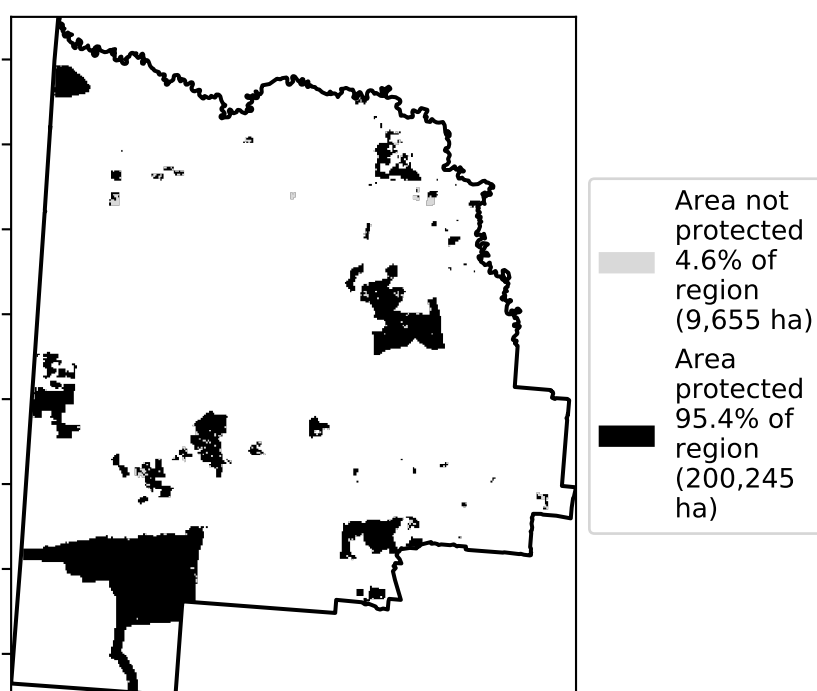 Area not
protected
4.6% of
region
(9,655 ha)
Area
protected
95.4% of
region
(200,245
ha)